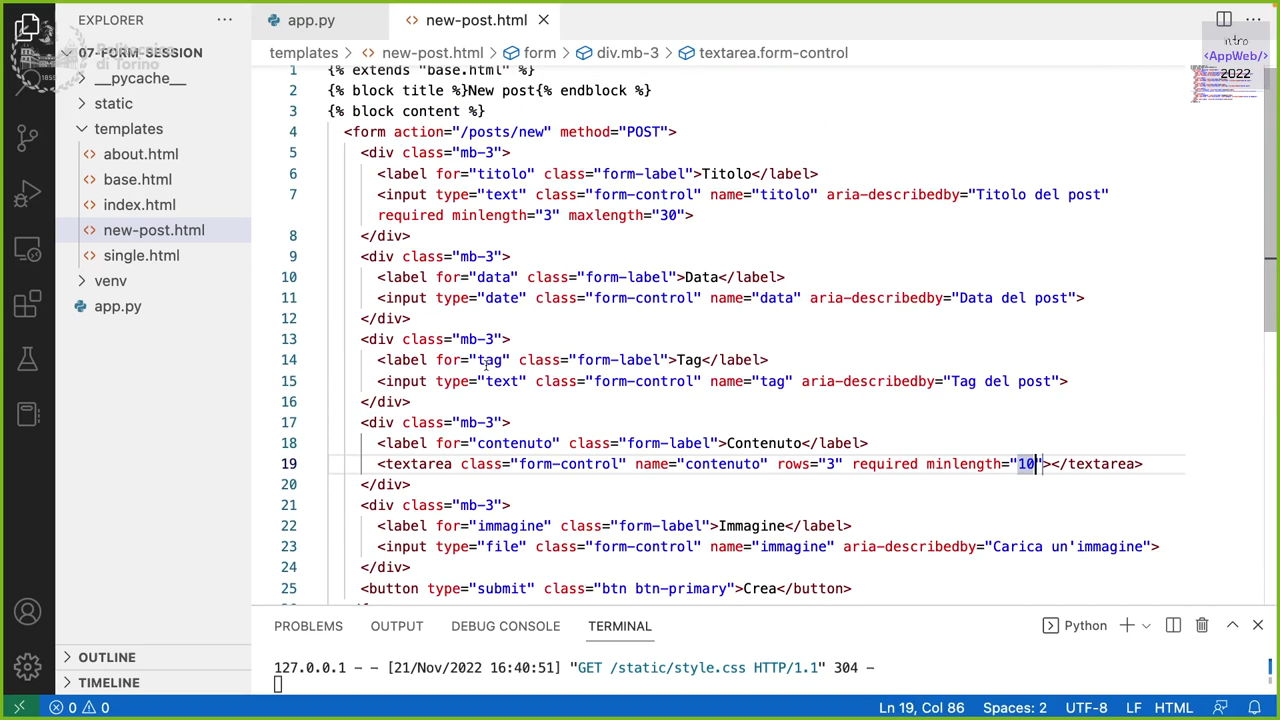 EXPLORER
app.py
new-post.html
07-FORM-SESSION
Politecnico
di Torino
1859
__pycache__
static
templates
about.html
base.html
index.html
new-post.html
single.html
venv
app.py
OUTLINE
TIMELINE
templates > new-post.html > form > div.mb-3 > textarea.form-control
intro
<AppWeb/>
2022
1 {% extends "base.html" %}
2 {% block title %}New post{% endblock %}
3 {% block content %}
4 <form action="/posts/new" method="POST">
5 <div class="mb-3">
6 <label for="titolo" class="form-label">Titolo</label>
7 <input type="text" class="form-control" name="titolo" aria-describedby="Titolo del post"
required minlength="3" maxlength="30">
8 </div>
9 <div class="mb-3">
10 <label for="data" class="form-label">Data</label>
11 <input type="date" class="form-control" name="data" aria-describedby="Data del post">
12 </div>
13 <div class="mb-3">
14 <label for="tag" class="form-label">Tag</label>
15 <input type="text" class="form-control" name="tag" aria-describedby="Tag del post">
16 </div>
17 <div class="mb-3">
18 <label for="contenuto" class="form-label">Contenuto</label>
19 <textarea class="form-control" name="contenuto" rows="3" required minlength="10"></textarea>
20 </div>
21 <div class="mb-3">
22 <label for="immagine" class="form-label">Immagine</label>
23 <input type="file" class="form-control" name="immagine" aria-describedby="Carica un'immagine">
24 </div>
25 <button type="submit" class="btn btn-primary">Crea</button>
PROBLEMS OUTPUT DEBUG CONSOLE TERMINAL
Python
127.0.0.1 - - [21/Nov/2022 16:40:51] "GET /static/style.css HTTP/1.1" 304 -
0 0
Ln 19, Col 86 Spaces: 2 UTF-8 LF HTML